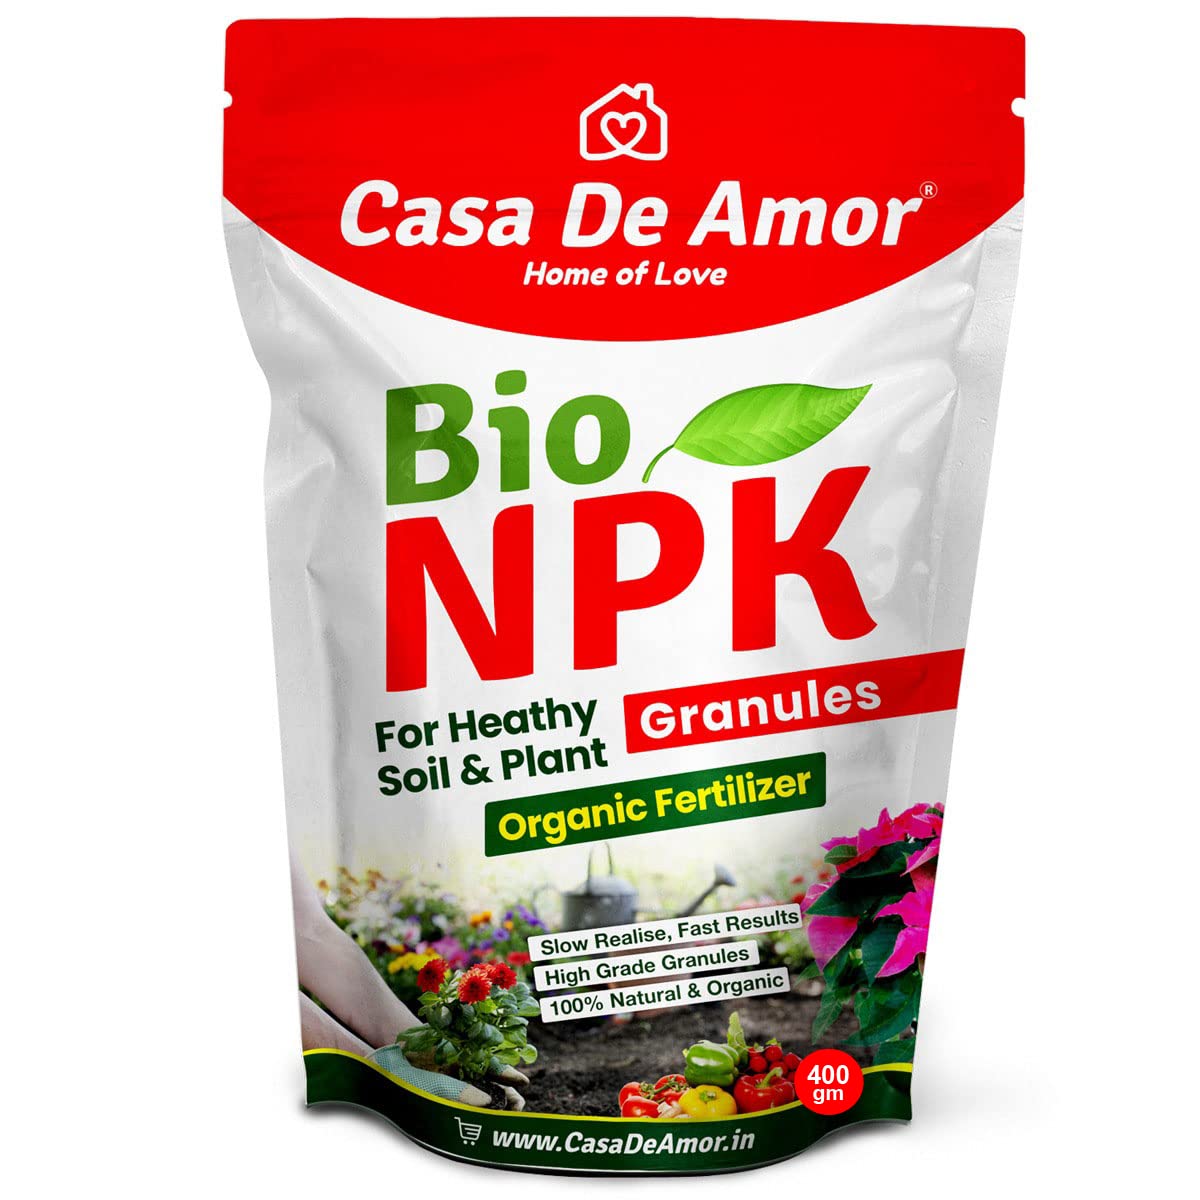 Casa De Amor®
Home of Love
Bio
NPK
Granules
For Heathy
Soil & Plant
Organic Fertilizer
Slow Realise, Fast Results
High Grade Granules
100% Natural & Organic
400
gm
www.CasaDeAmor.in